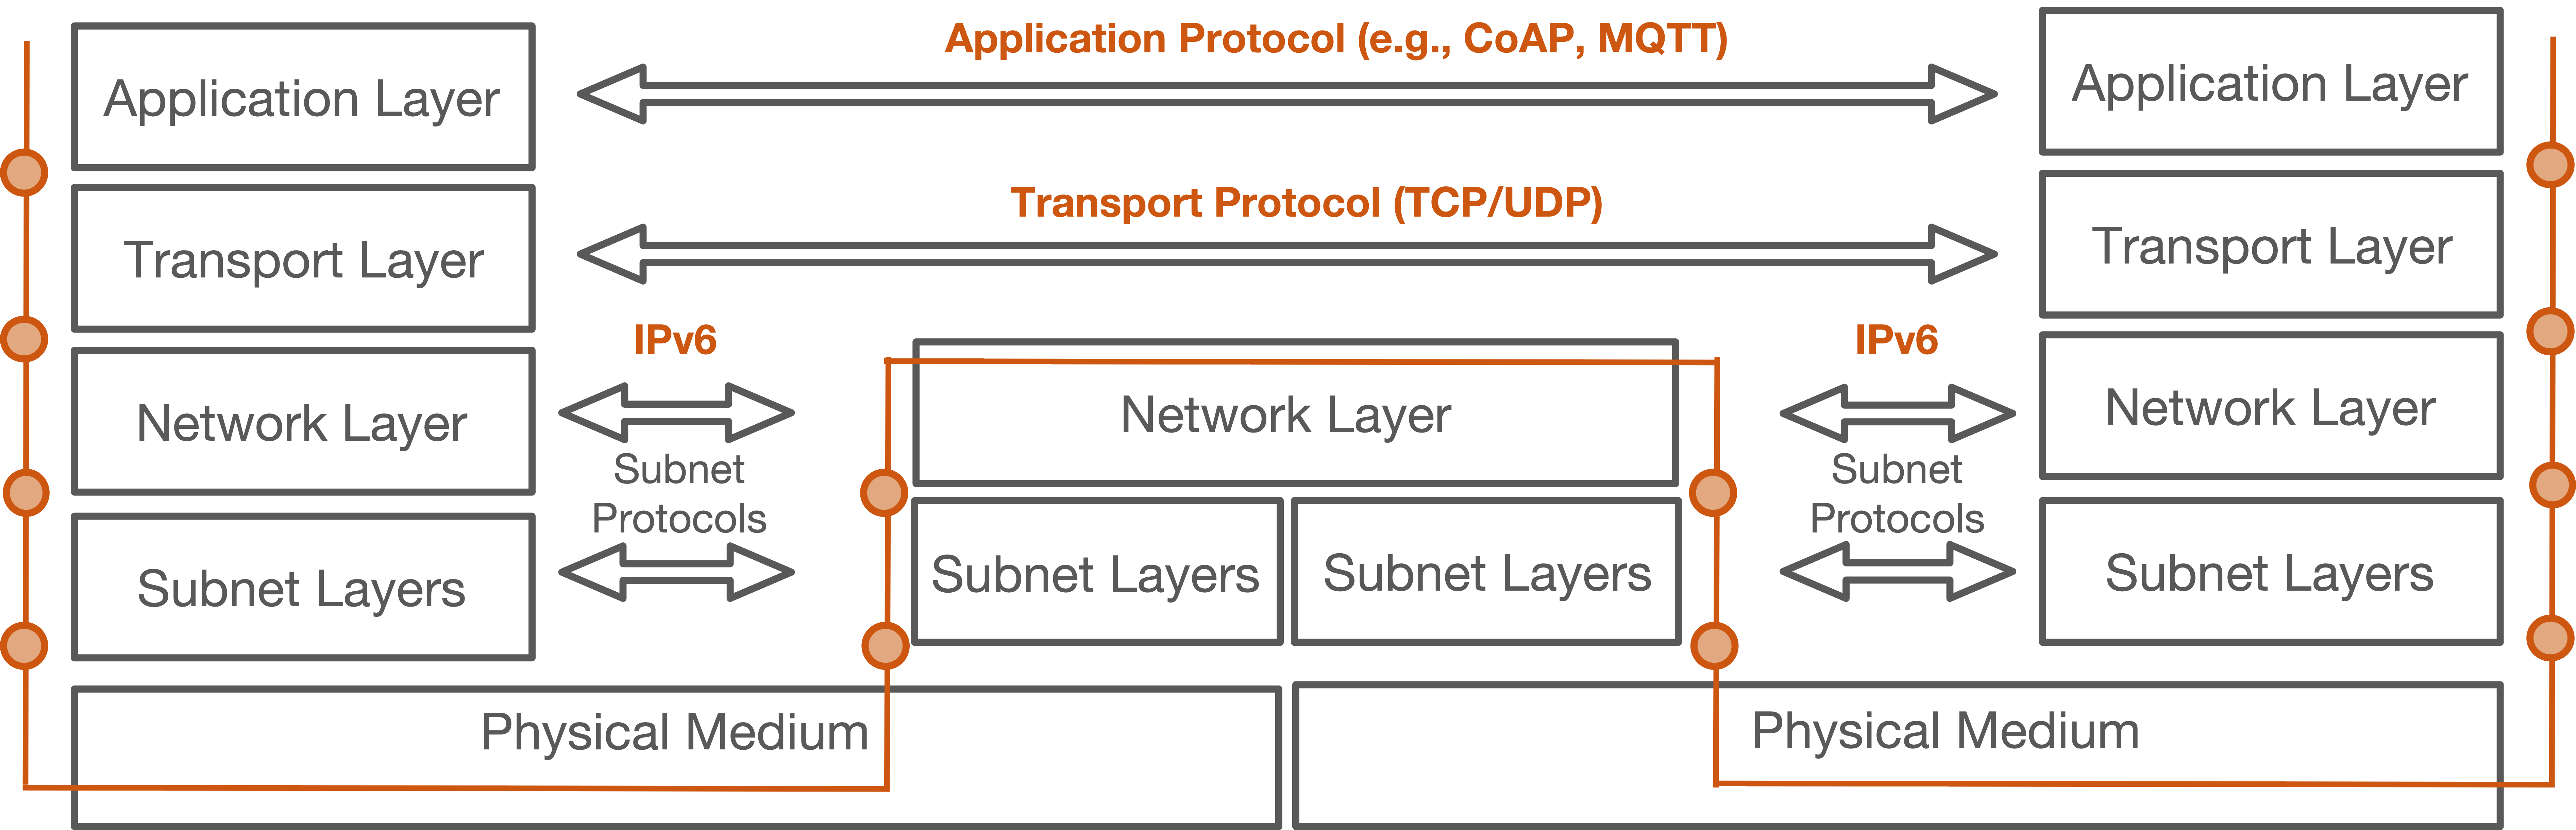 Application Protocol (e.g., CoAP, MQTT)
Application Layer
Application Layer
Transport Protocol (TCP/UDP)
Transport Layer
Transport Layer
IPv6
IPv6
Network Layer
Network Layer
Network Layer
Subnet
Protocols
Subnet
Protocols
Subnet Layers
Subnet Layers
Subnet Layers
Subnet Layers
Physical Medium
Physical Medium